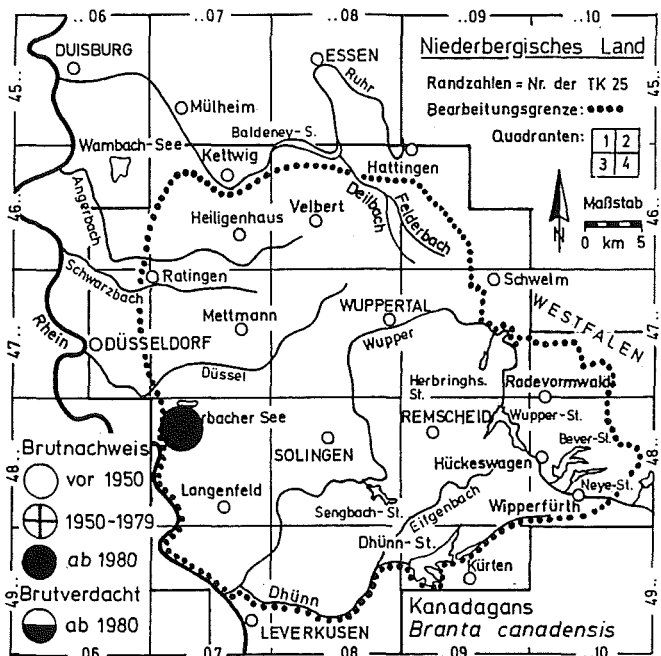 ..06
..07
..08
..09
..10
DUISBURG
ESSEN
Niederbergisches Land
Ruhr
45..
Mülheim
Randzahlen = Nr. der TK 25
45..
Bearbeitungsgrenze:
Baldeney-S.
Quadranten:
1 2
3 4
Wambach-See
Kettwig
Hattingen
Maßstab
0 km 5
N
46..
Angerbach
Heiligenhaus
Velbert
Deilbach
Felderbach
46..
Schwarzbach
Ratingen
Schwelm
WESTFALEN
Mettmann
WUPPERTAL
Wupper
Rhein
DÜSSELDORF
47..
47..
Düssel
Herbringhs.
St.
Radevormwald
rbacher See
REMSCHEID
Wupper-St.
Brutnachweis
SOLINGEN
Bever-St.
vor 1950
Hückeswagen
48..
48..
Langenfeld
Sengbach-St.
Neye-St.
1950-1979
Eifgenbach
Wipperfürth
ab 1980
Dhünn-St.
Brutverdacht
Dhünn
Kürten
49..
49..
ab 1980
Kanadagans
LEVERKUSEN
Branta canadensis
..06
..07
..08
..09
..10